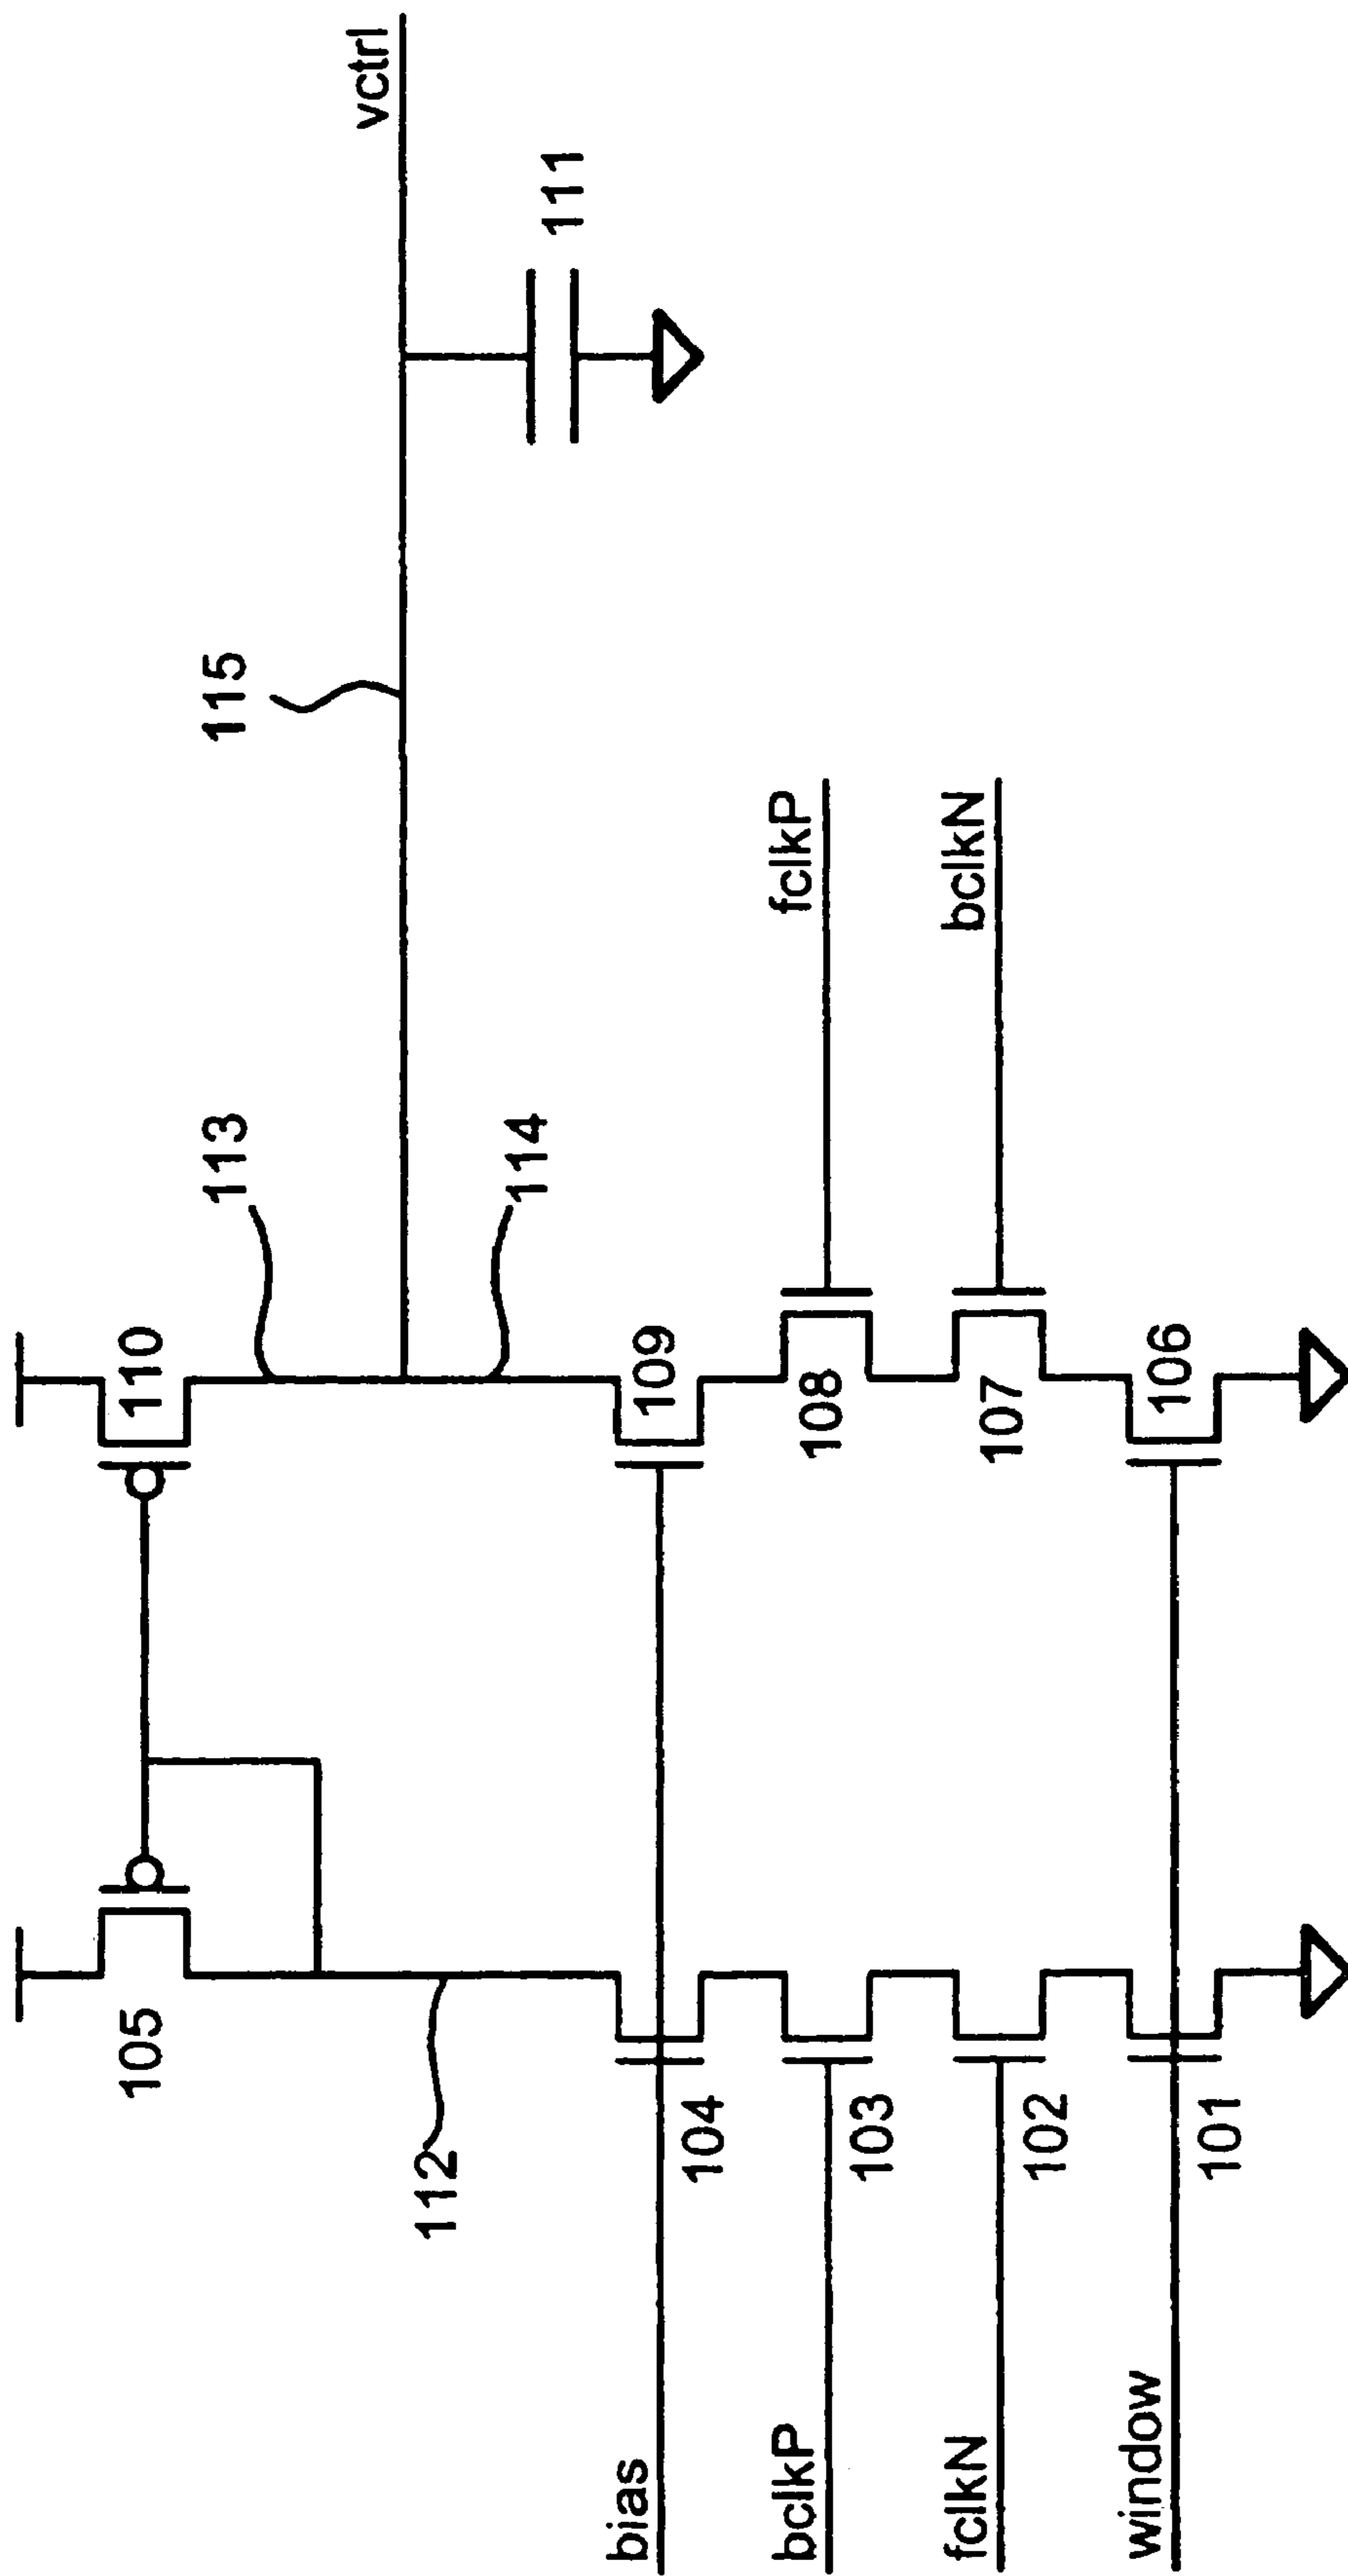 vctrl
115
111
113
110
105
114
112
109
104
bias
fclkP
108
103
bclkP
bclkN
107
102
fclkN
106
101
window